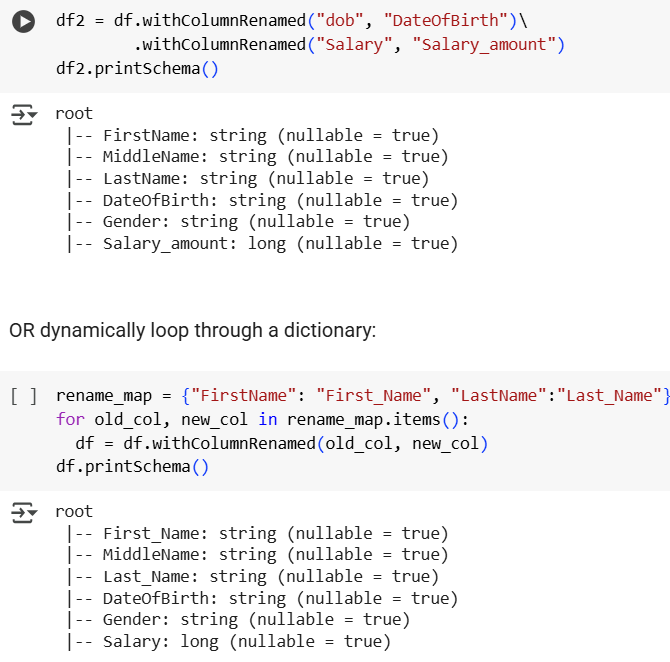 df2 = df.withColumnRenamed("dob", "DateOfBirth")\
.withColumnRenamed("Salary", "Salary_amount")
df2.printSchema()
root
|-- FirstName: string (nullable = true)
|-- MiddleName: string (nullable = true)
|-- LastName: string (nullable = true)
|-- DateOfBirth: string (nullable = true)
|-- Gender: string (nullable = true)
|-- Salary_amount: long (nullable = true)
OR dynamically loop through a dictionary:
[ ] rename_map = {"FirstName": "First_Name", "LastName":"Last_Name"}
for old_col, new_col in rename_map.items():
df = df.withColumnRenamed(old_col, new_col)
df.printSchema()
root
|-- First_Name: string (nullable = true)
|-- MiddleName: string (nullable = true)
|-- Last_Name: string (nullable = true)
|-- DateOfBirth: string (nullable = true)
|-- Gender: string (nullable = true)
|-- Salary: long (nullable = true)